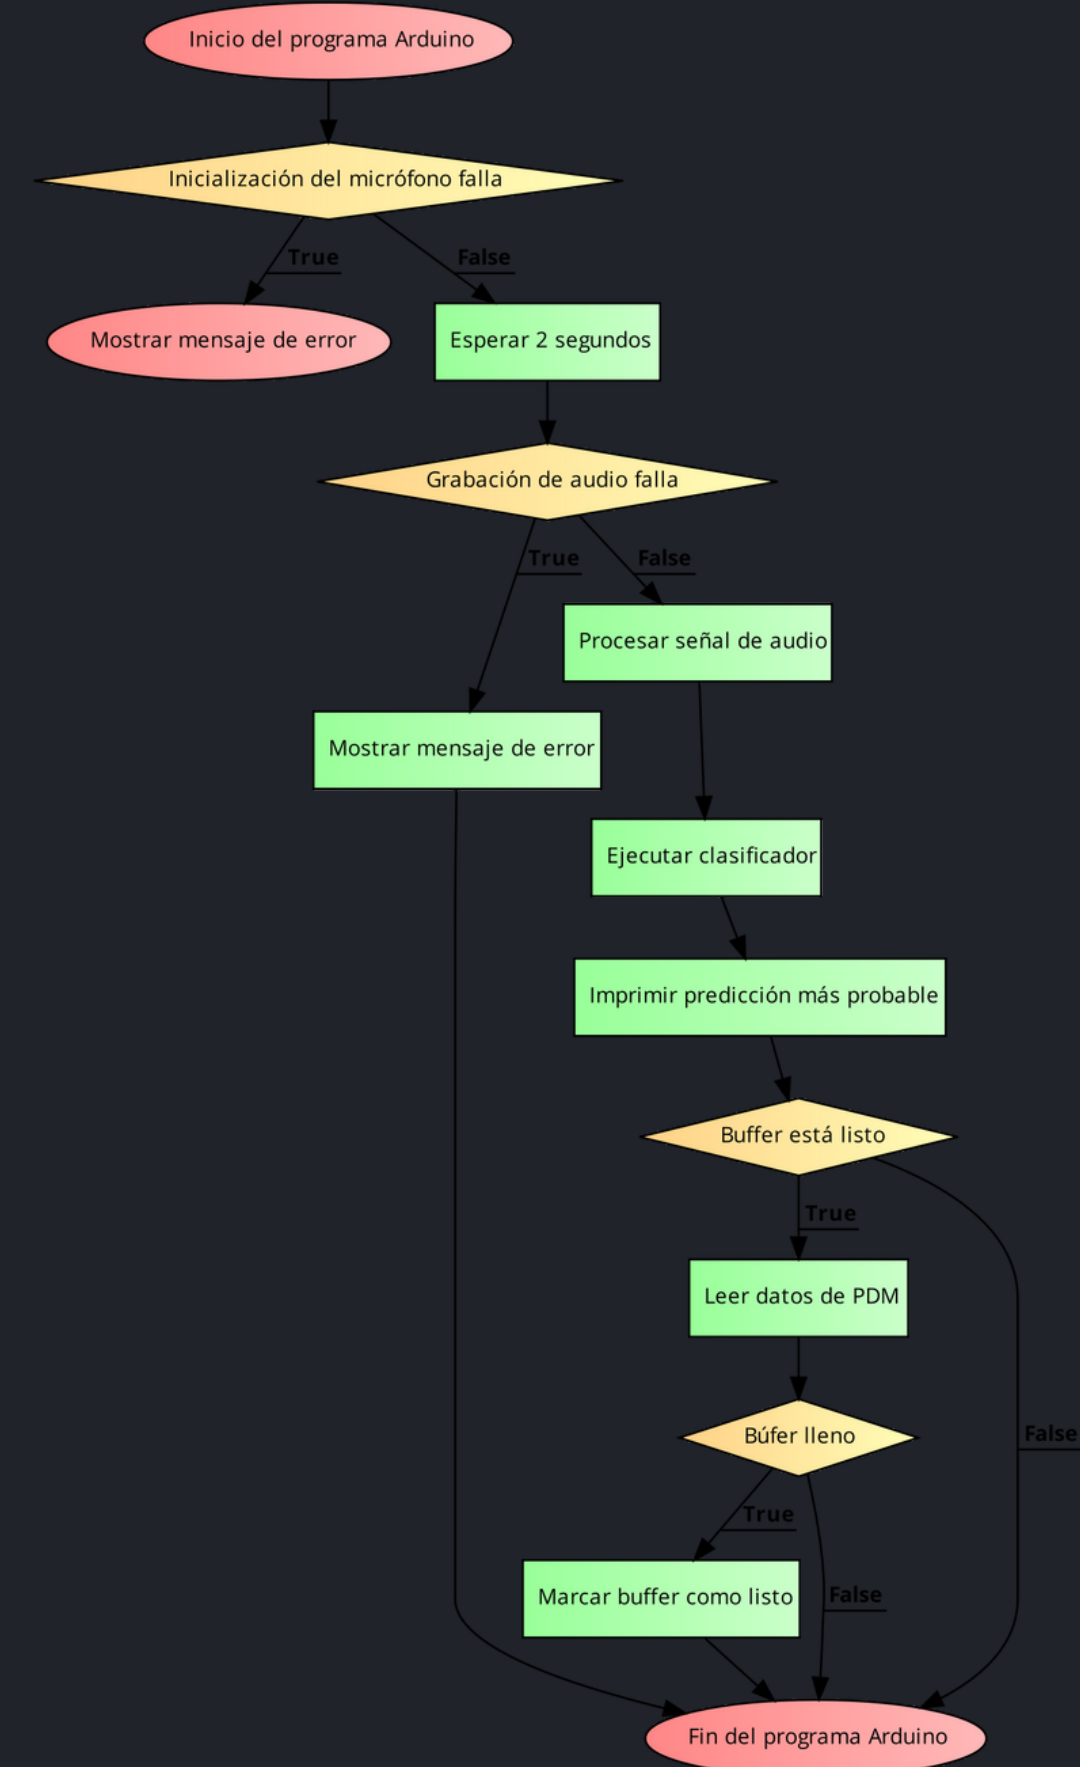 Inicio del programa Arduino
Inicialización del micrófono falla
True
False
Mostrar mensaje de error
Esperar 2 segundos
Grabación de audio falla
True
False
Procesar señal de audio
Mostrar mensaje de error
Ejecutar clasificador
Imprimir predicción más probable
Buffer está listo
True
Leer datos de PDM
False
Búfer lleno
True
Marcar buffer como listo
False
Fin del programa Arduino